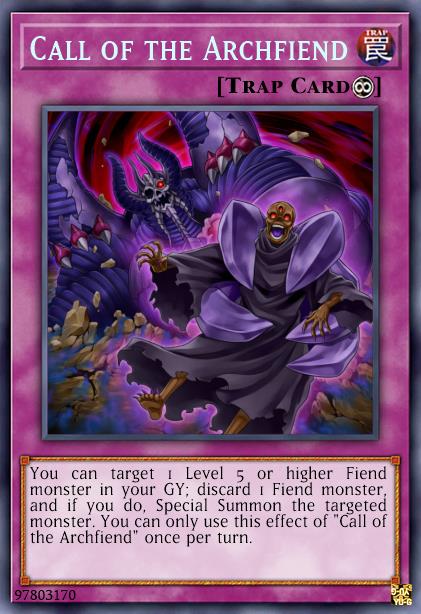 CALL OF THE ARCHFIEND
TRAP
罠
[TRAP CARD]
You can target 1 Level 5 or higher Fiend
monster in your GY; discard 1 Fiend monster,
and if you do, Special Summon the targeted
monster. You can only use this effect of "Call of
the Archfiend" once per turn.
97803170